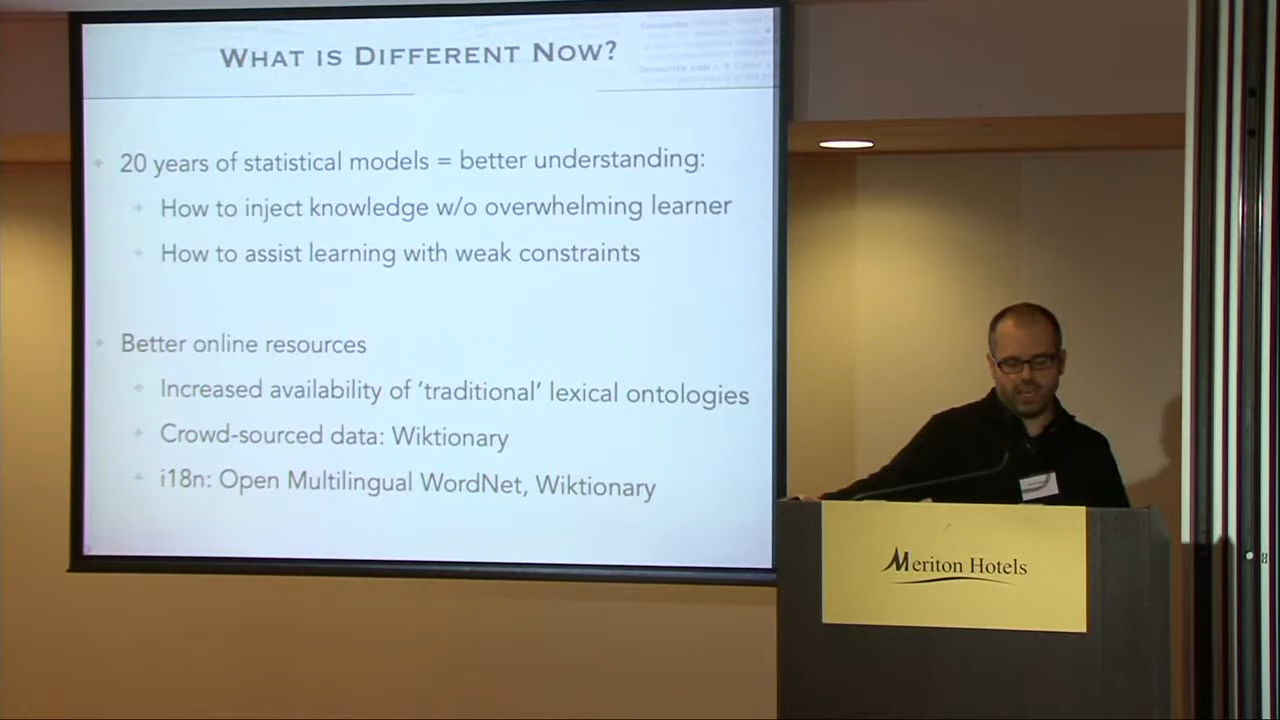 WHAT IS DIFFERENT NOW?
20 years of statistical models = better understanding:
How to inject knowledge w/o overwhelming learner
How to assist learning with weak constraints
Better online resources
Increased availability of ‘traditional’ lexical ontologies
Crowd-sourced data: Wiktionary
i18n: Open Multilingual WordNet, Wiktionary
Meriton Hotels
8